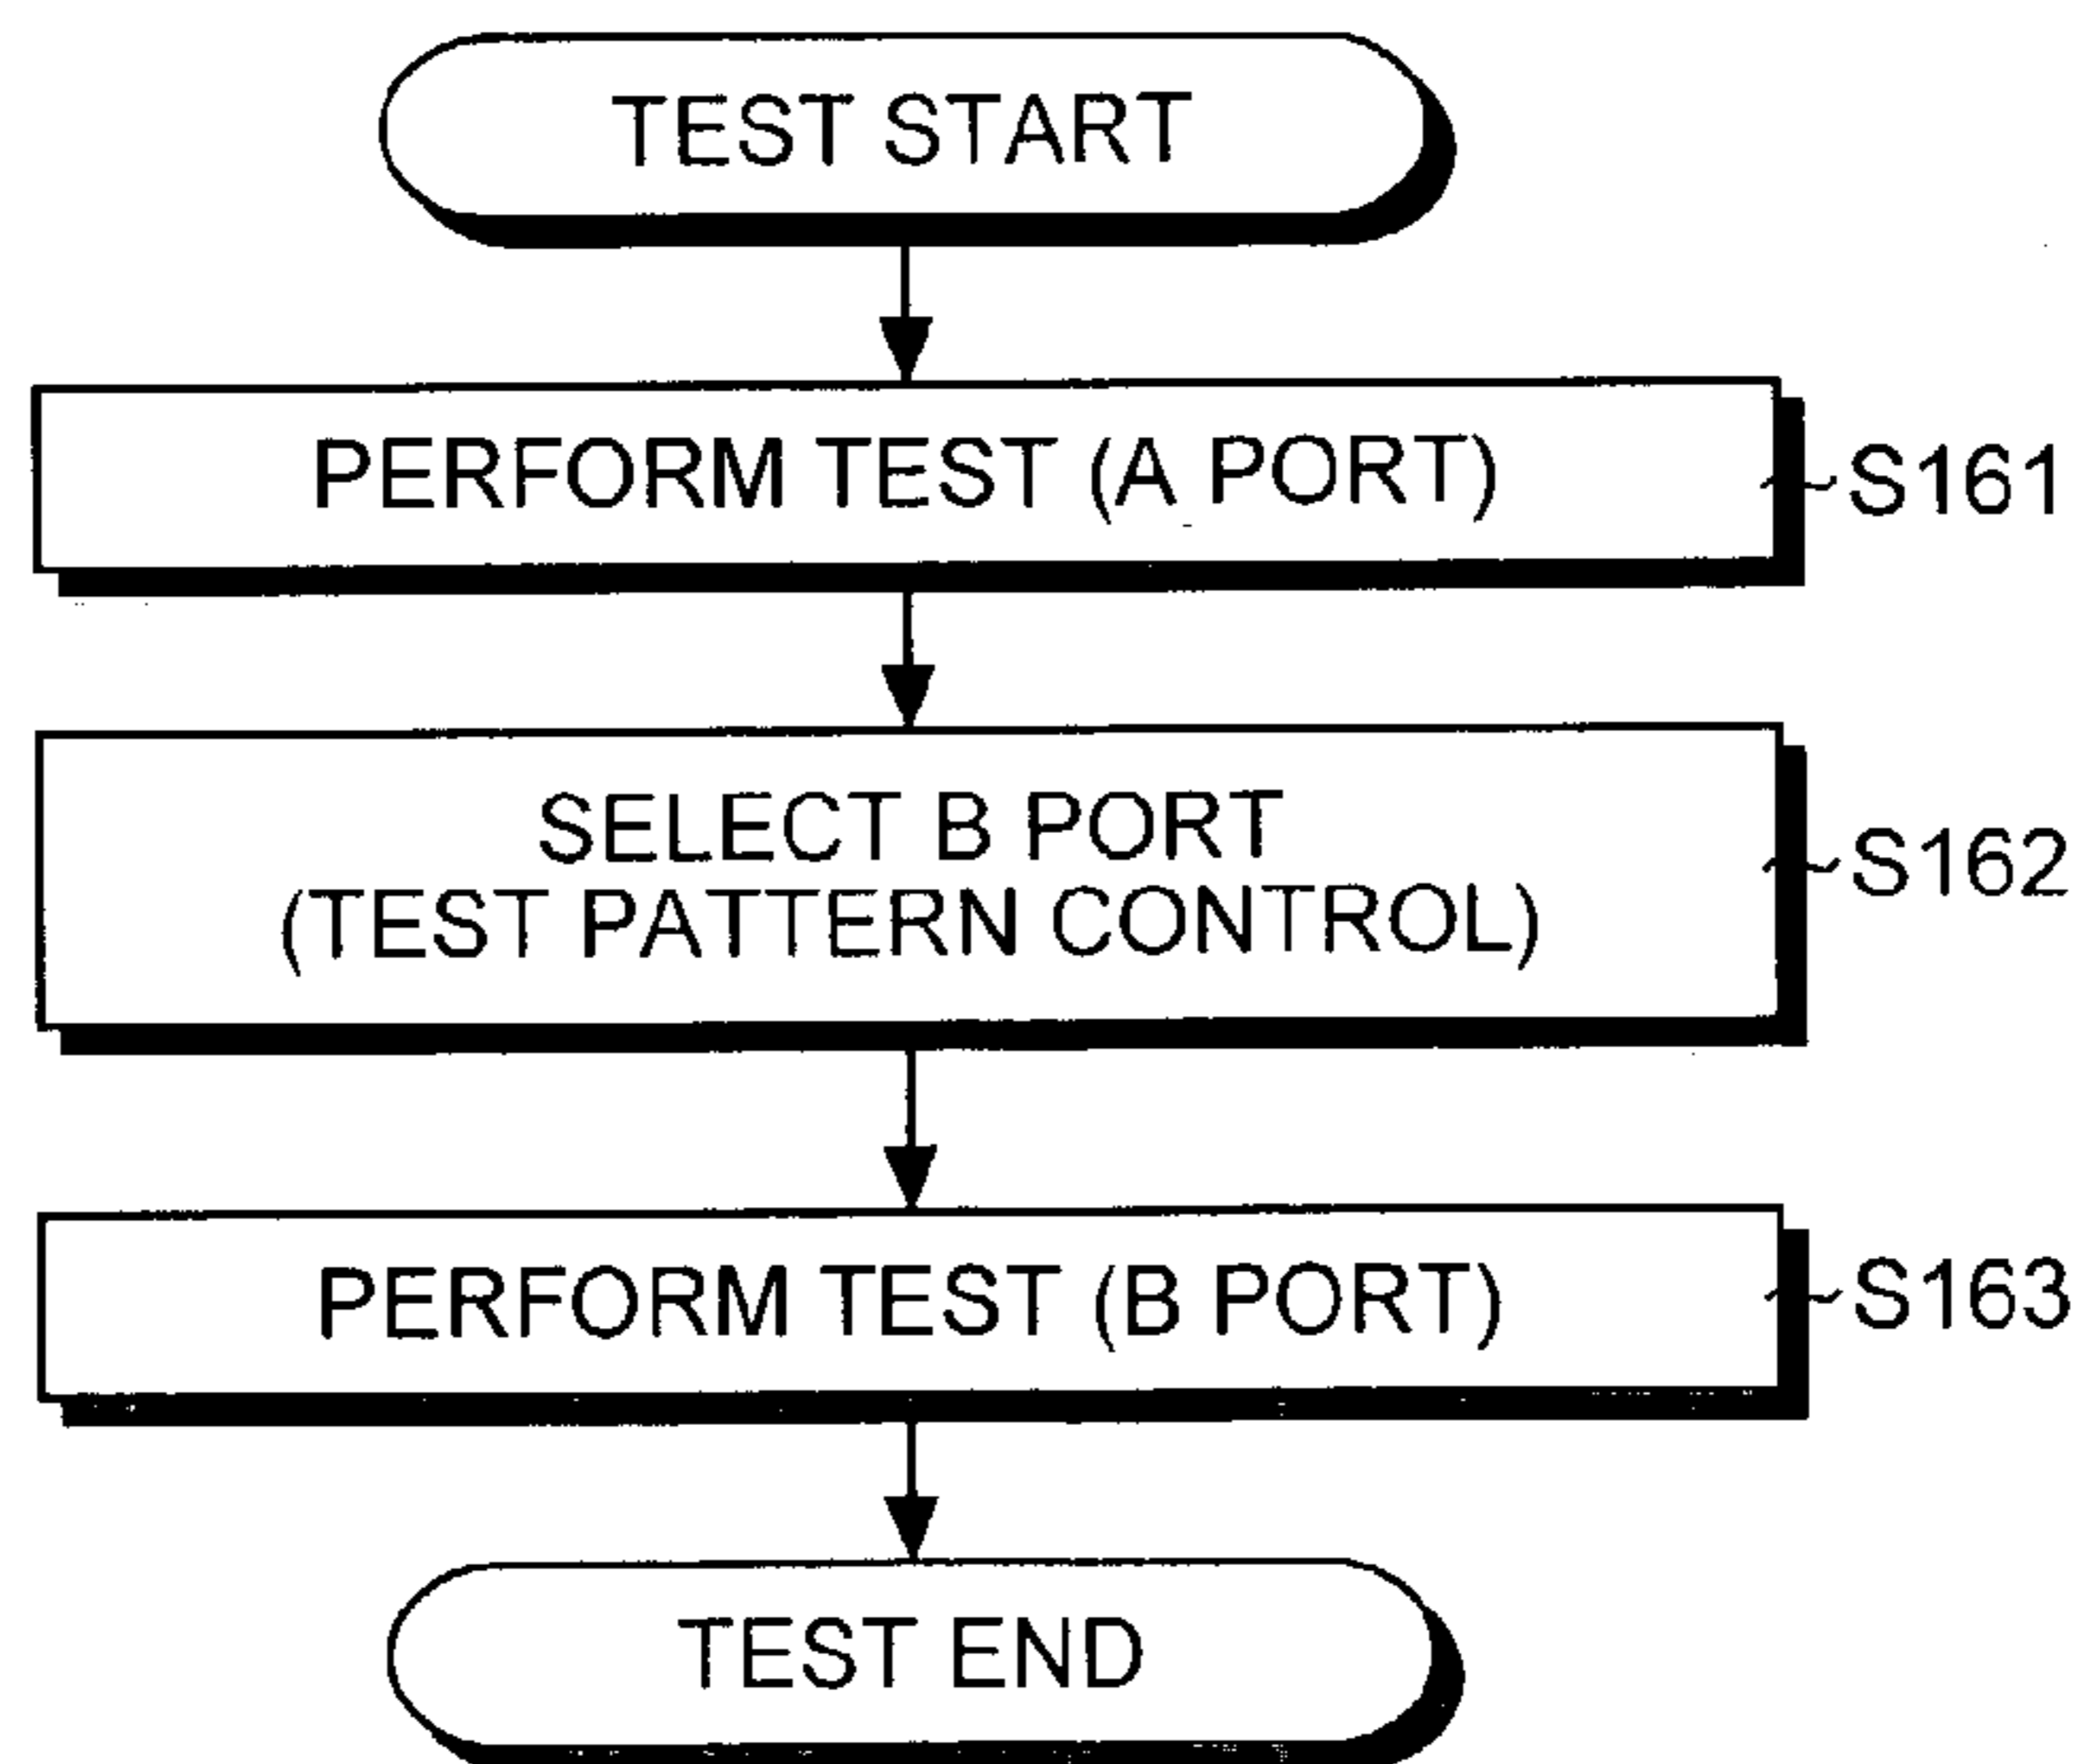 TEST START
PERFORM TEST (A PORT)
S161
SELECT B PORT
(TEST PATTERN CONTROL)
S162
PERFORM TEST (B PORT)
S163
TEST END